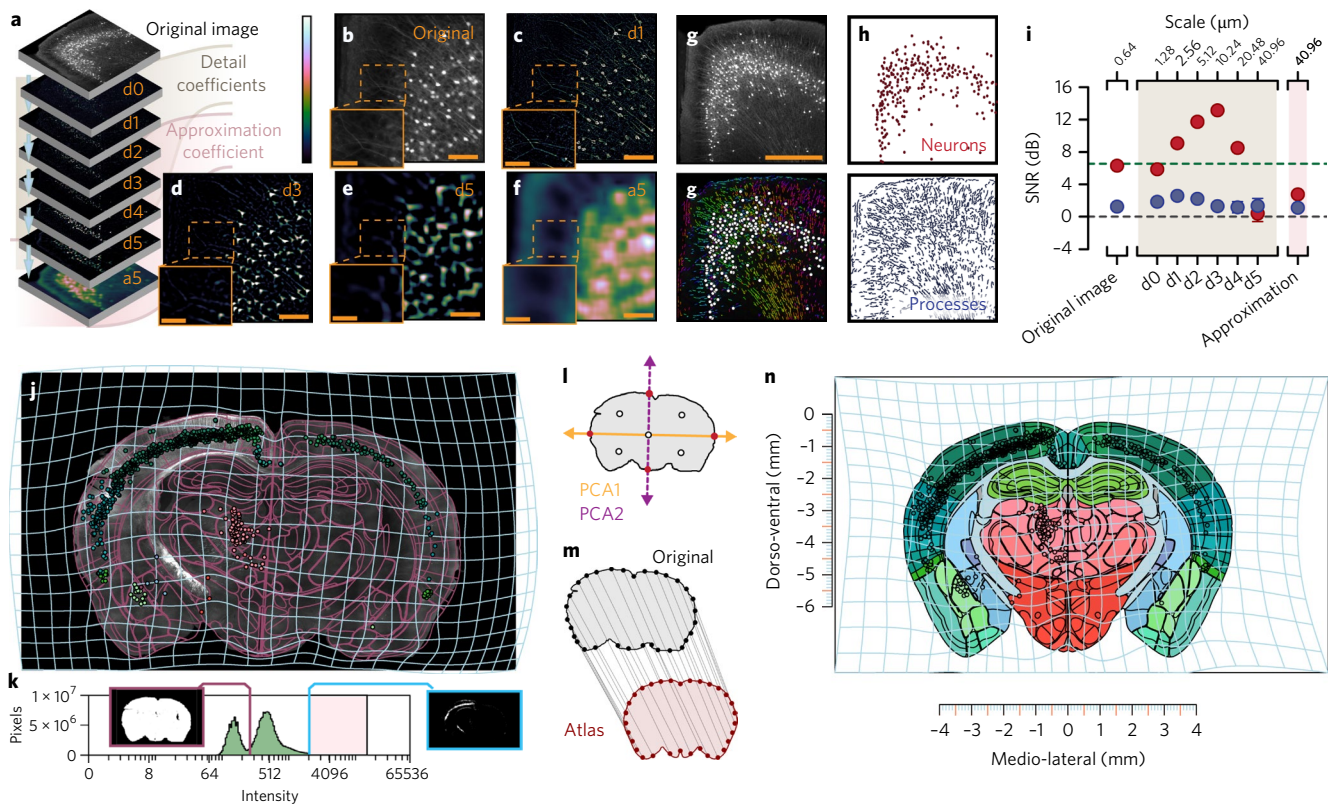 a
Original image
Detail
coefficients
Approximation
coefficient
d0
d1
d2
d3
d4
d5
a5
b
Original
c
d1
d
d3
e
d5
f
a5
g
g
h
Neurons
Processes
i
Scale (μm)
0.64
1.28
2.56
5.12
10.24
20.48
40.96
40.96
SNR (dB)
16
12
8
4
0
−4
Original image
d0
d1
d2
d3
d4
d5
Approximation
j
k
Pixels
1 × 10⁷
5 × 10⁶
0
0
8
64
512
4096
65536
Intensity
l
PCA1
PCA2
m
Original
Atlas
n
Dorso-ventral (mm)
0
−1
−2
−3
−4
−5
−6
−4 −3 −2 −1 0 1 2 3 4
Medio-lateral (mm)